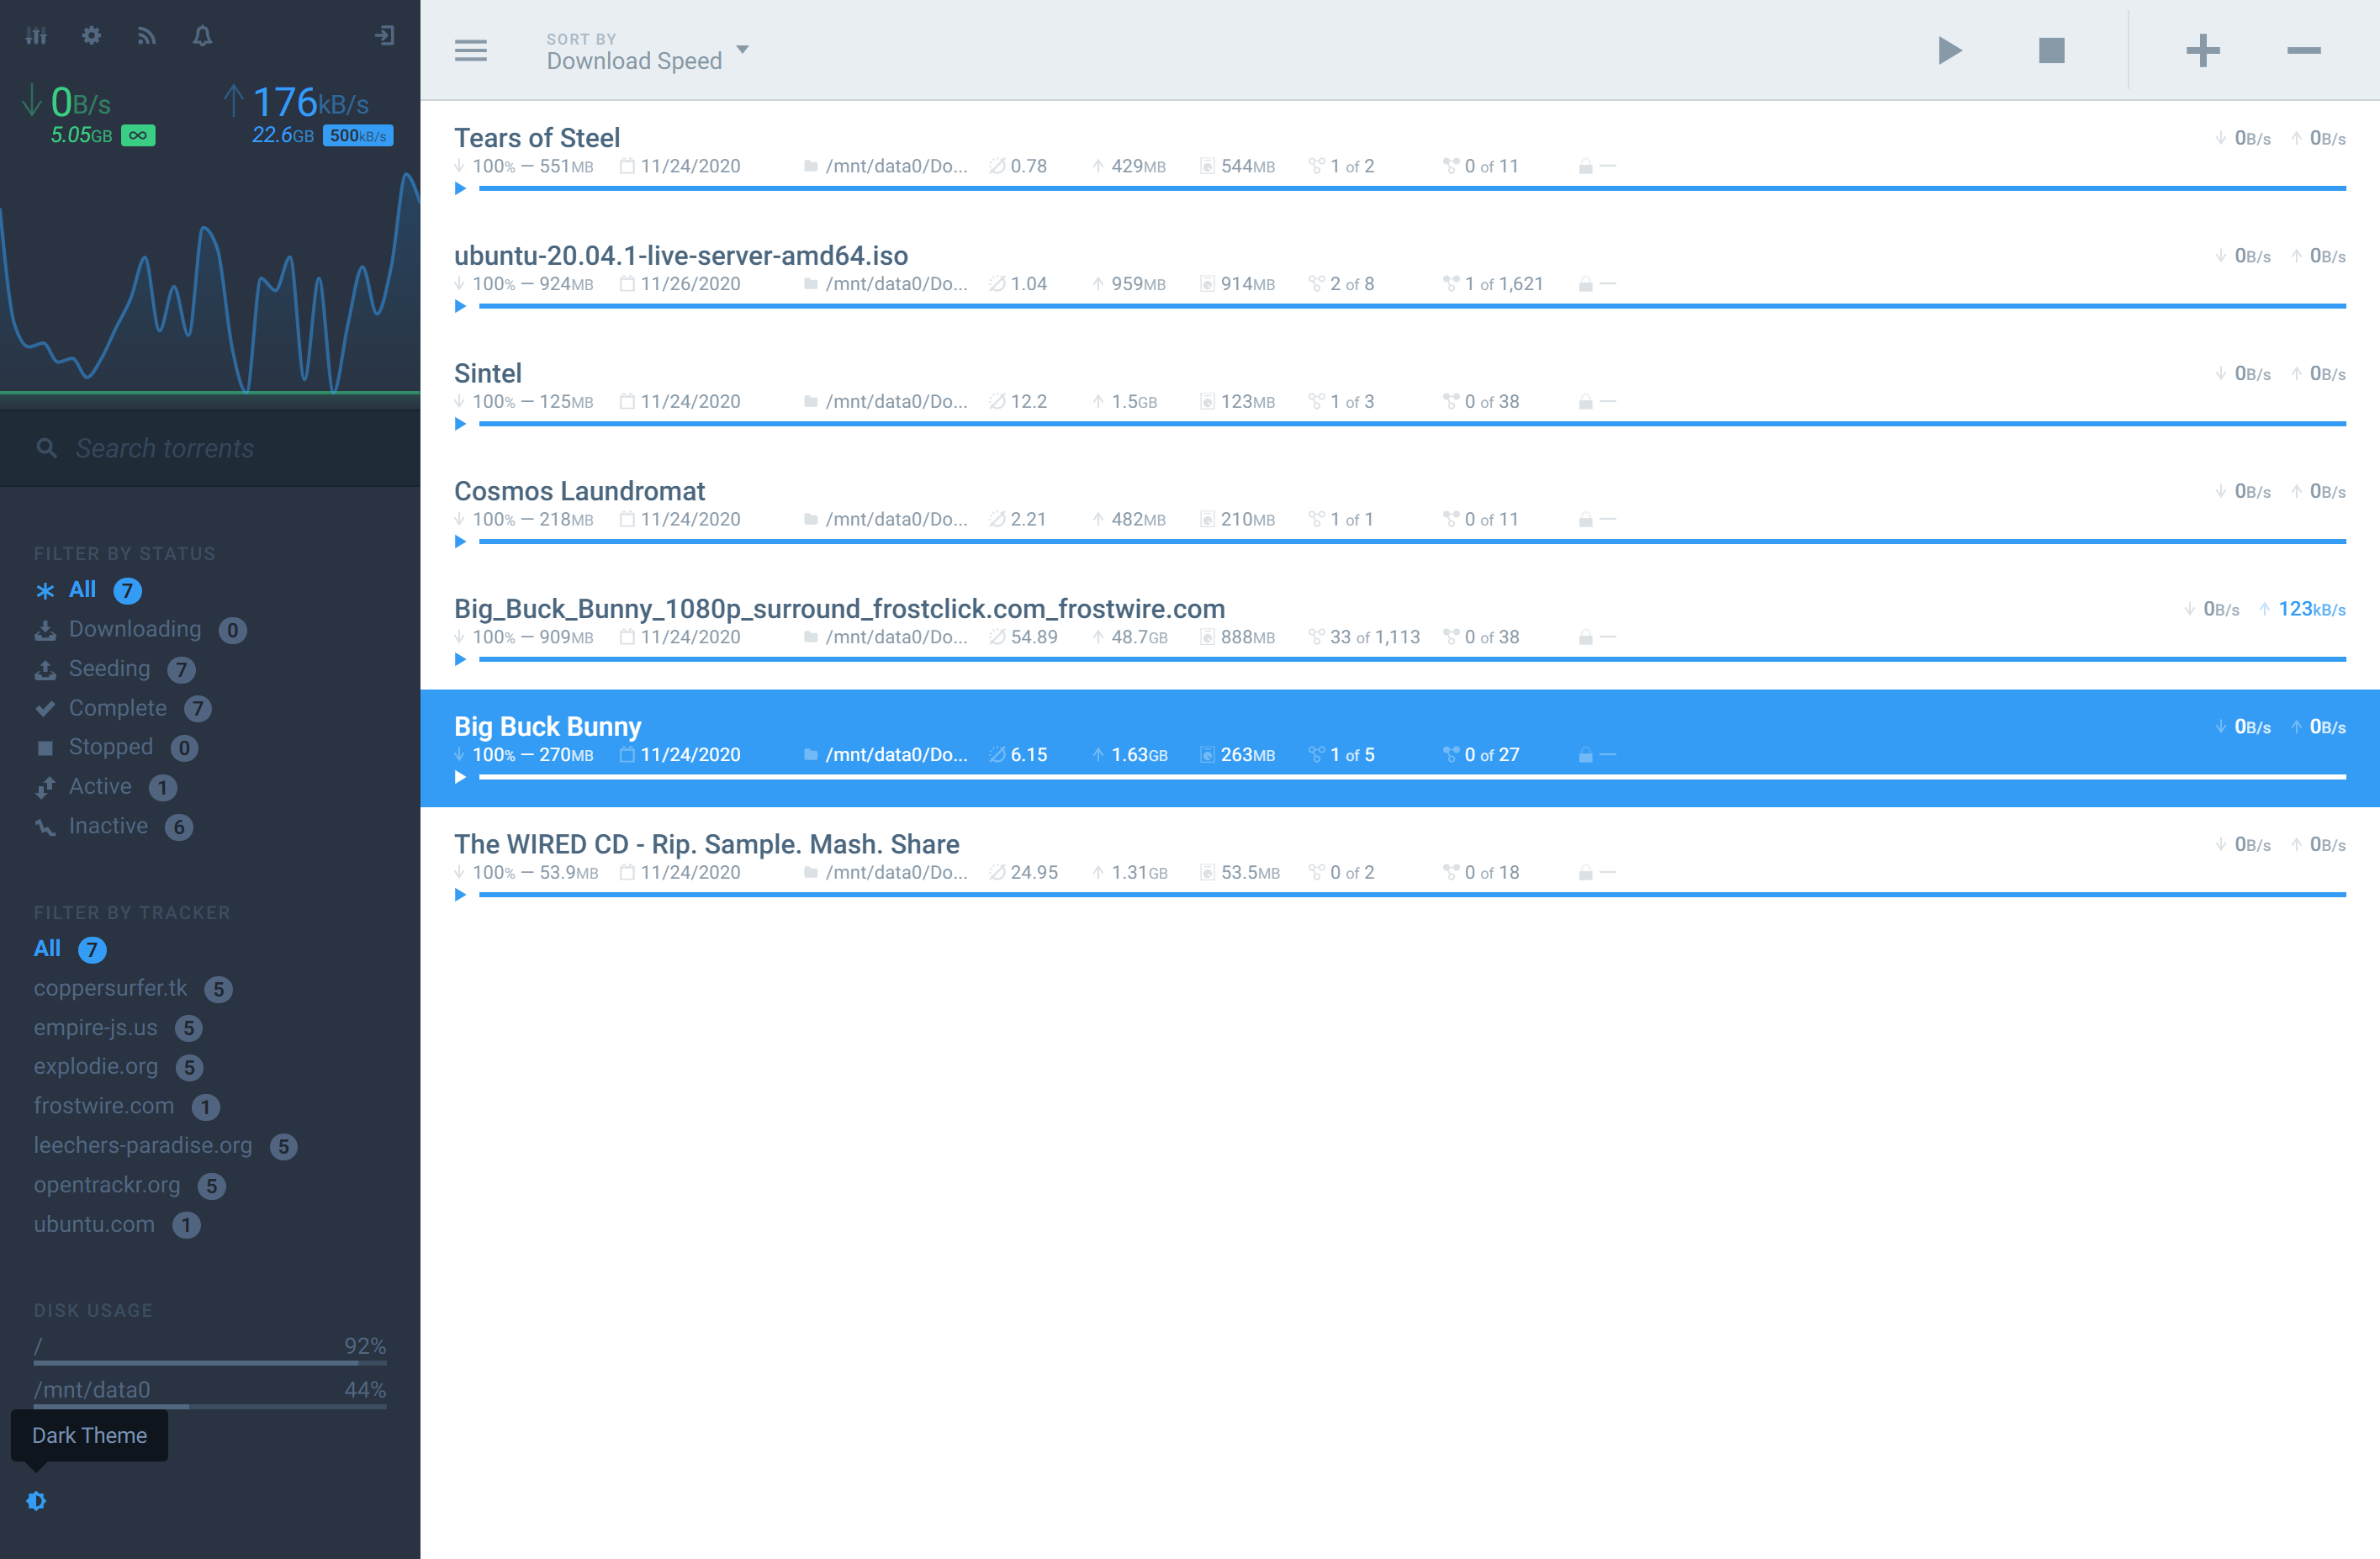 0B/s
176kB/s
5.05GB ∞
22.6GB 500kB/s
Search torrents
FILTER BY STATUS
All 7
Downloading 0
Seeding 7
Complete 7
Stopped 0
Active 1
Inactive 6
FILTER BY TRACKER
All 7
coppersurfer.tk 5
empire-js.us 5
explodie.org 5
frostwire.com 1
leechers-paradise.org 5
opentrackr.org 5
ubuntu.com 1
DISK USAGE
/ 92%
/mnt/data0 44%
Dark Theme
SORT BY
Download Speed
Tears of Steel 0B/s 0B/s
100% — 551MB 11/24/2020 /mnt/data0/Do... 0.78 429MB 544MB 1 of 2 0 of 11 —
ubuntu-20.04.1-live-server-amd64.iso 0B/s 0B/s
100% — 924MB 11/26/2020 /mnt/data0/Do... 1.04 959MB 914MB 2 of 8 1 of 1,621 —
Sintel 0B/s 0B/s
100% — 125MB 11/24/2020 /mnt/data0/Do... 12.2 1.5GB 123MB 1 of 3 0 of 38 —
Cosmos Laundromat 0B/s 0B/s
100% — 218MB 11/24/2020 /mnt/data0/Do... 2.21 482MB 210MB 1 of 1 0 of 11 —
Big_Buck_Bunny_1080p_surround_frostclick.com_frostwire.com 0B/s 123kB/s
100% — 909MB 11/24/2020 /mnt/data0/Do... 54.89 48.7GB 888MB 33 of 1,113 0 of 38 —
Big Buck Bunny 0B/s 0B/s
100% — 270MB 11/24/2020 /mnt/data0/Do... 6.15 1.63GB 263MB 1 of 5 0 of 27 —
The WIRED CD - Rip. Sample. Mash. Share 0B/s 0B/s
100% — 53.9MB 11/24/2020 /mnt/data0/Do... 24.95 1.31GB 53.5MB 0 of 2 0 of 18 —